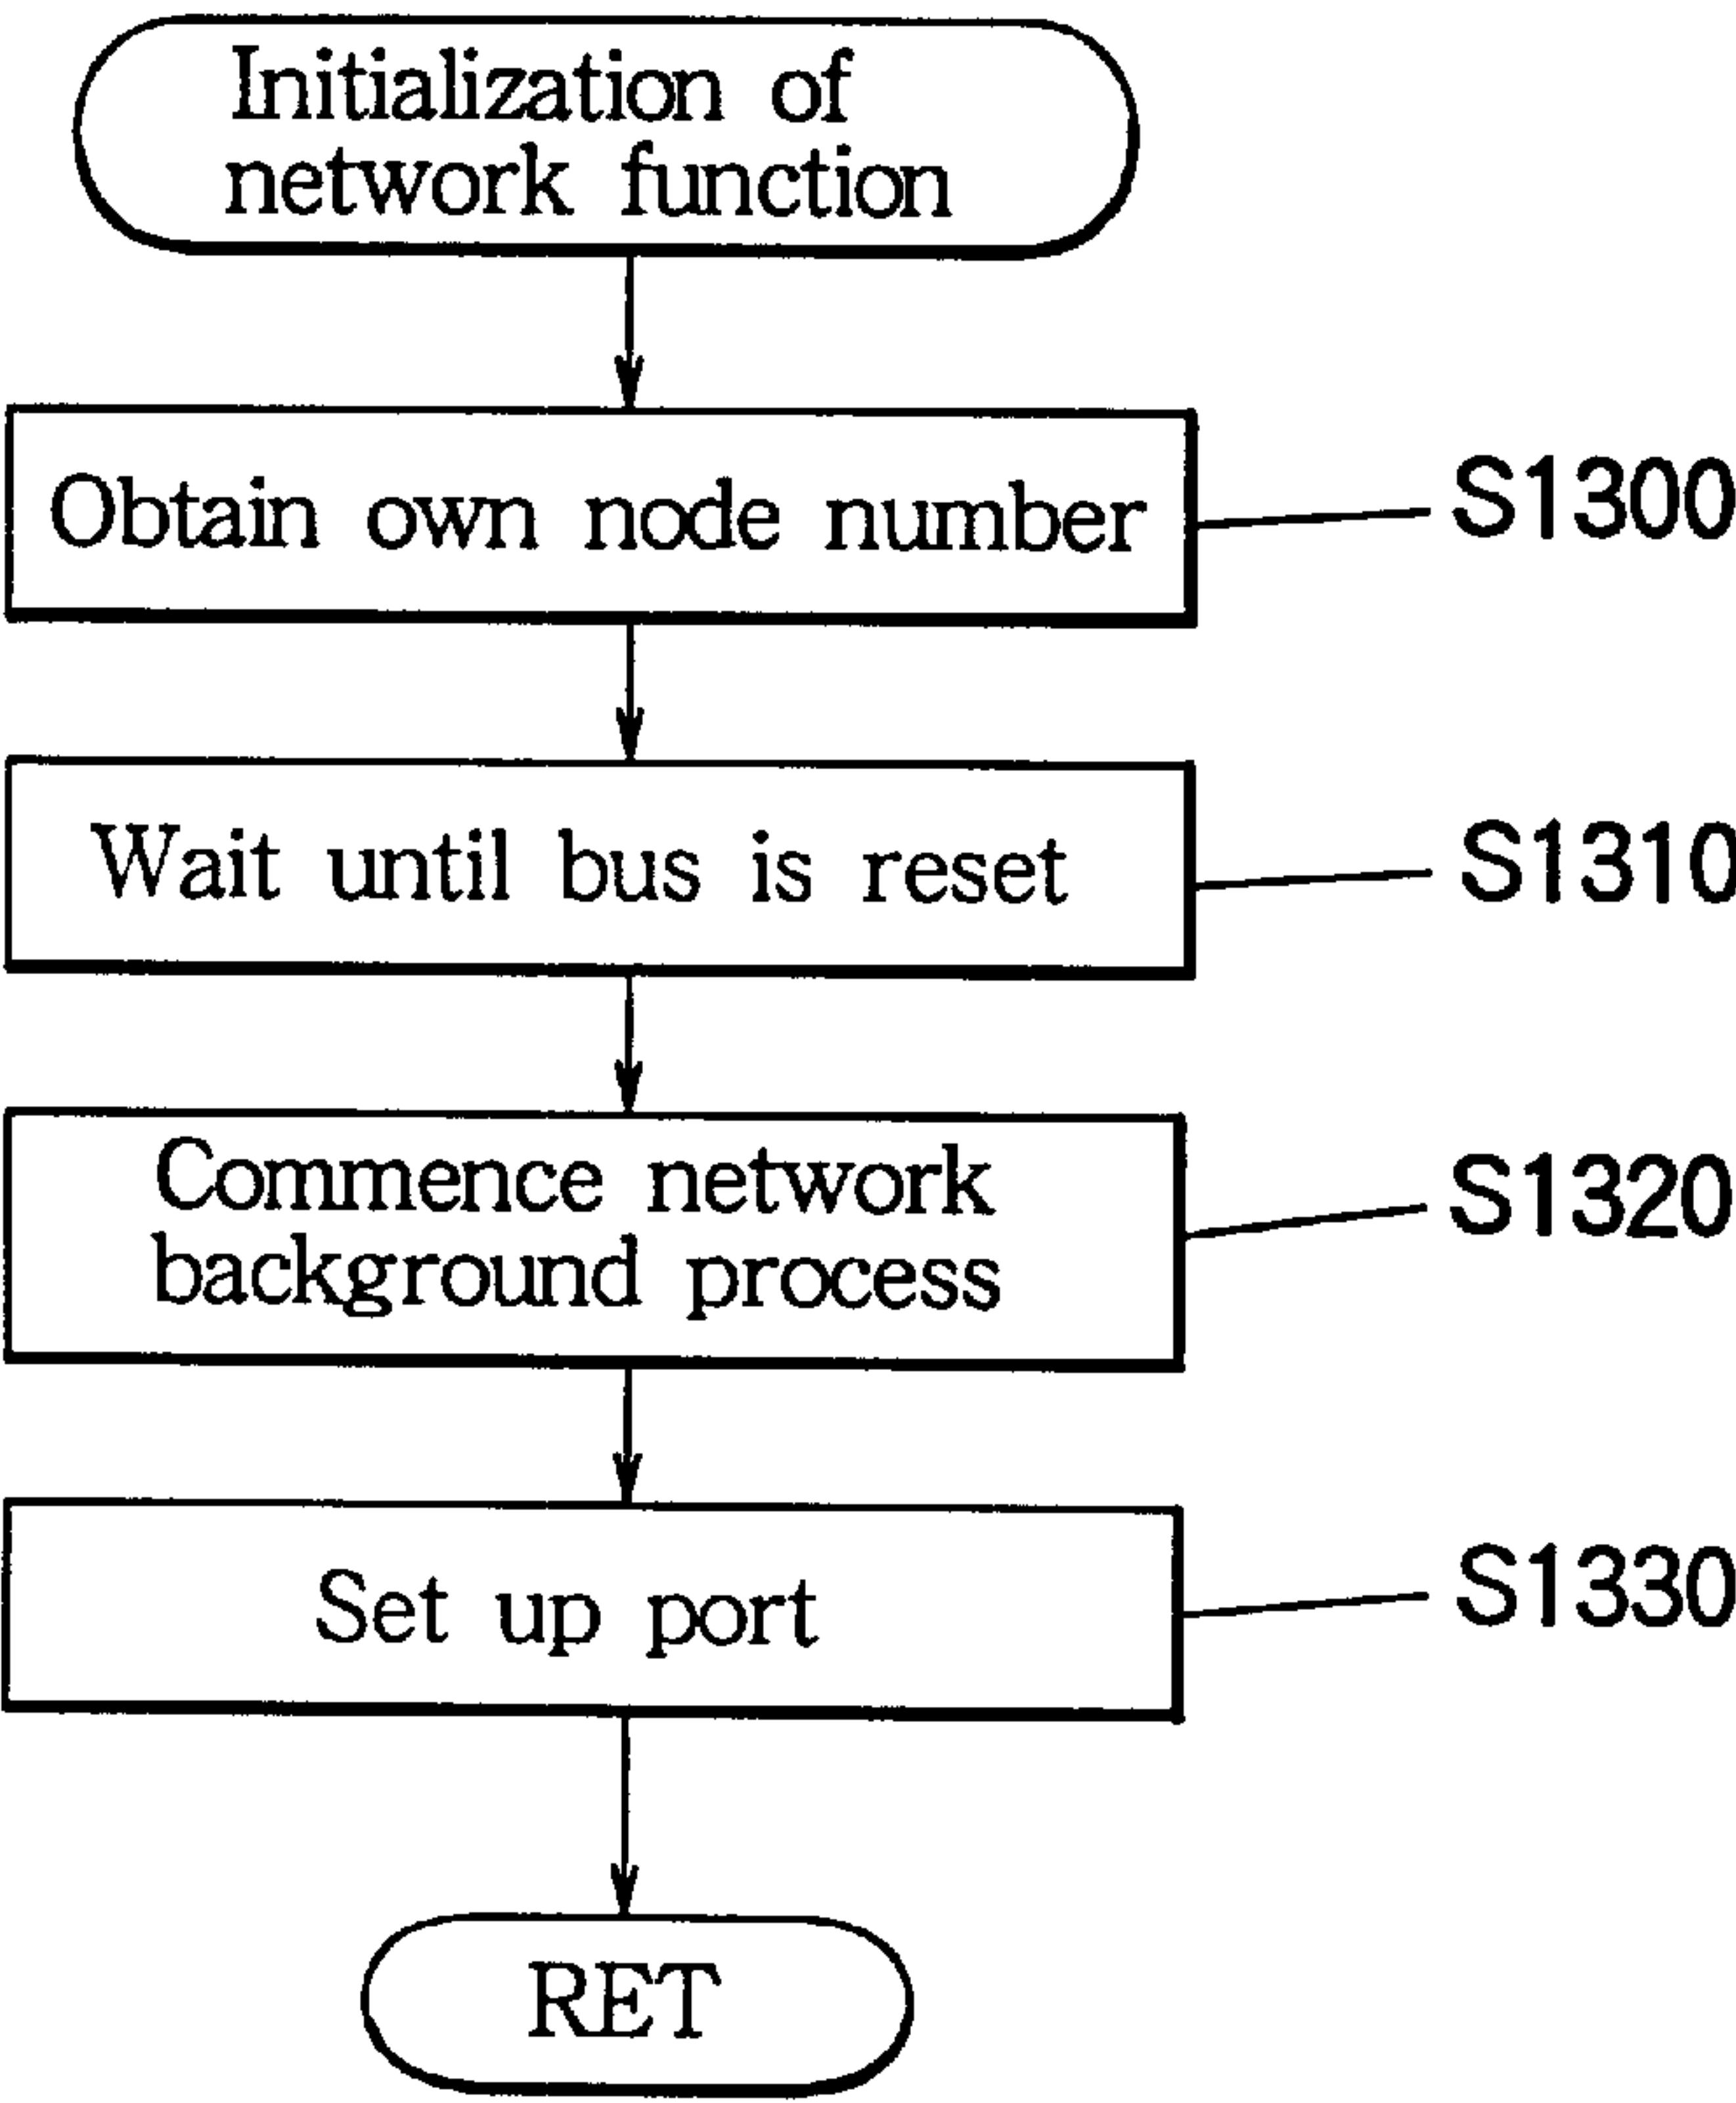 Initialization of
network function
Obtain own node number
S1300
Wait until bus is reset
S1310
Commence network
background process
S1320
Set up port
S1330
RET